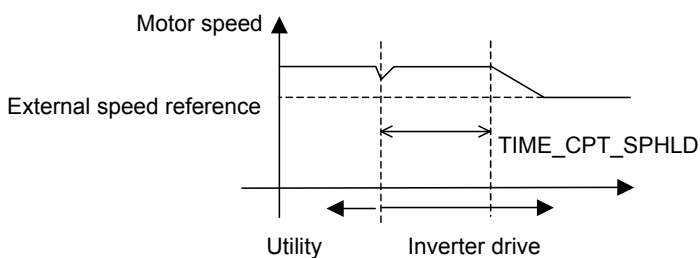 Motor speed
External speed reference
TIME_CPT_SPHLD
Utility
Inverter drive